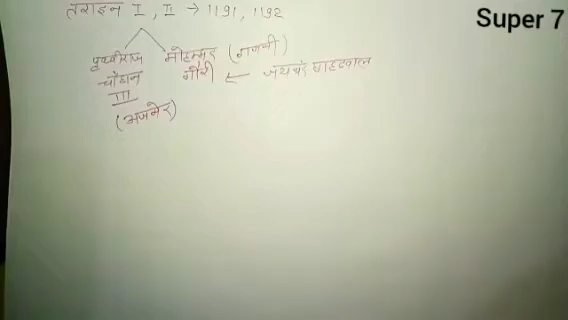 Super 7
तराइन I, II → 1191, 1192
पृथ्वीराज मोहम्मद (गजनी)
चौहान गौरी ← जयचंद गहड़वाल
III
(अजमेर)